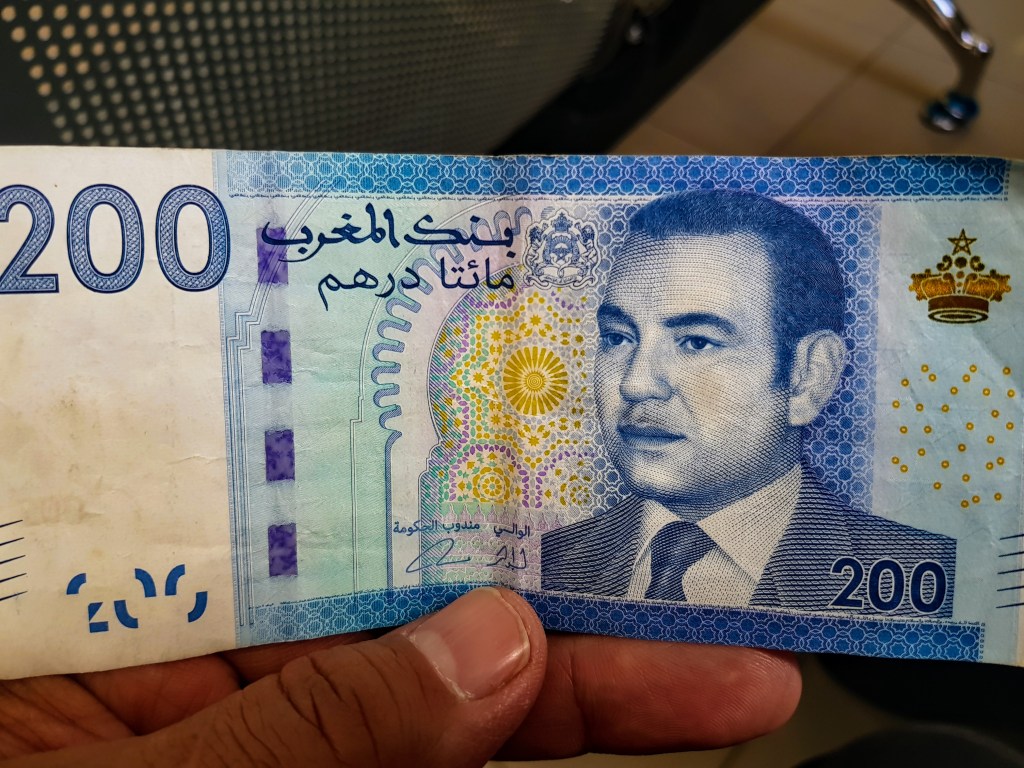 200
بنك المغرب
مائتا درهم
الوالي مندوب الحكومة
200
200